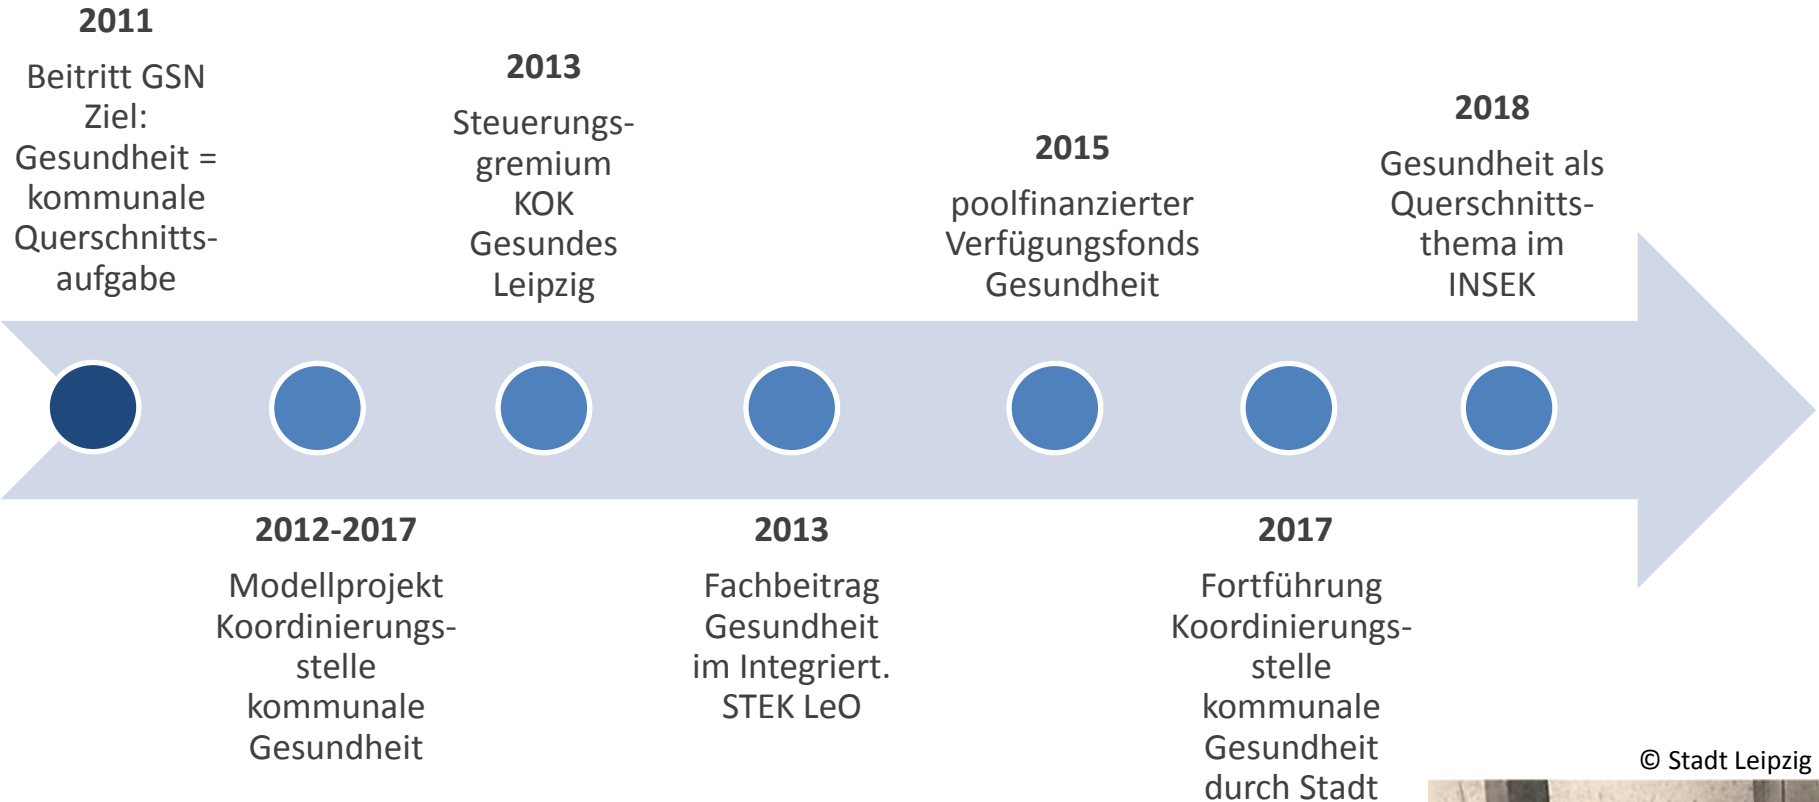 2011
Beitritt GSN
Ziel:
Gesundheit =
kommunale
Querschnitts-
aufgabe
2012-2017
Modellprojekt
Koordinierungs-
stelle
kommunale
Gesundheit
2013
Steuerungs-
gremium
KOK
Gesundes
Leipzig
2013
Fachbeitrag
Gesundheit
im Integriert.
STEK LeO
2015
poolfinanzierter
Verfügungsfonds
Gesundheit
2017
Fortführung
Koordinierungs-
stelle
kommunale
Gesundheit
durch Stadt
2018
Gesundheit als
Querschnitts-
thema im
INSEK
© Stadt Leipzig